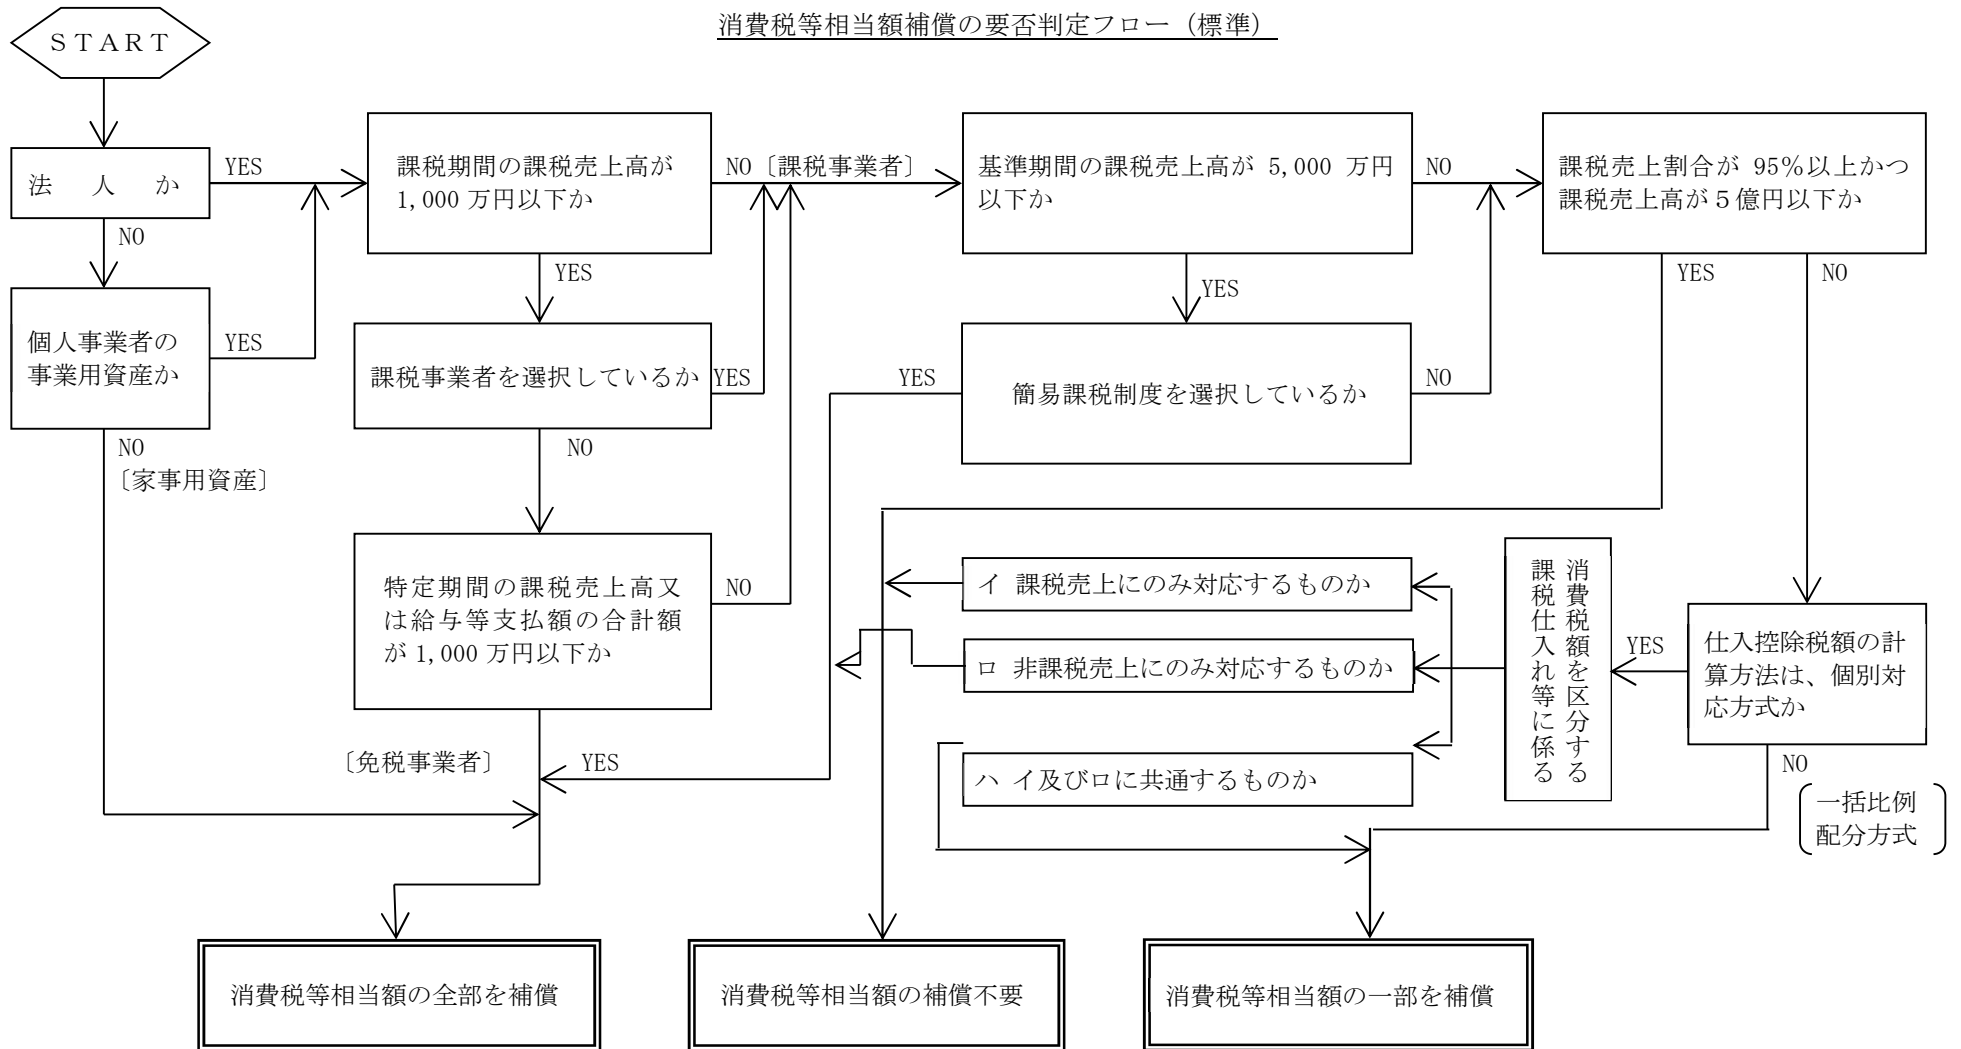 消費税等相当額補償の要否判定フロー（標準）
ＳＴＡＲＴ
法　人　か
YES
NO
個人事業者の
事業用資産か
YES
NO
〔家事用資産〕
課税期間の課税売上高が
1,000 万円以下か
NO〔課税事業者〕
YES
課税事業者を選択しているか
YES
NO
特定期間の課税売上高又
は給与等支払額の合計額
が 1,000 万円以下か
NO
〔免税事業者〕
YES
基準期間の課税売上高が 5,000 万円
以下か
NO
YES
簡易課税制度を選択しているか
YES
NO
課税売上割合が 95％以上かつ
課税売上高が５億円以下か
YES
NO
仕入控除税額の計
算方法は、個別対
応方式か
YES
NO
一括比例
配分方式
消費税額を区分する
課税仕入れ等に係る
イ 課税売上にのみ対応するものか
ロ 非課税売上にのみ対応するものか
ハ イ及びロに共通するものか
消費税等相当額の全部を補償
消費税等相当額の補償不要
消費税等相当額の一部を補償